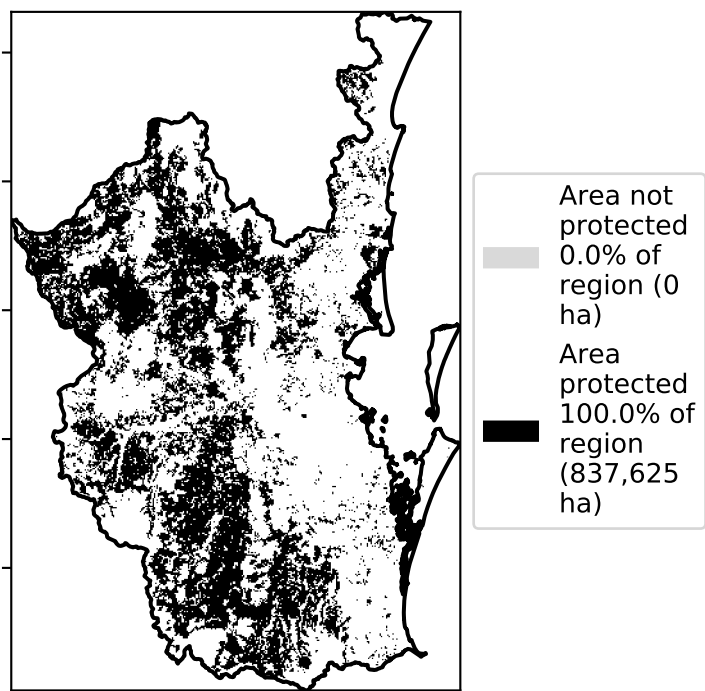 Area not
protected
0.0% of
region (0
ha)
Area
protected
100.0% of
region
(837,625
ha)